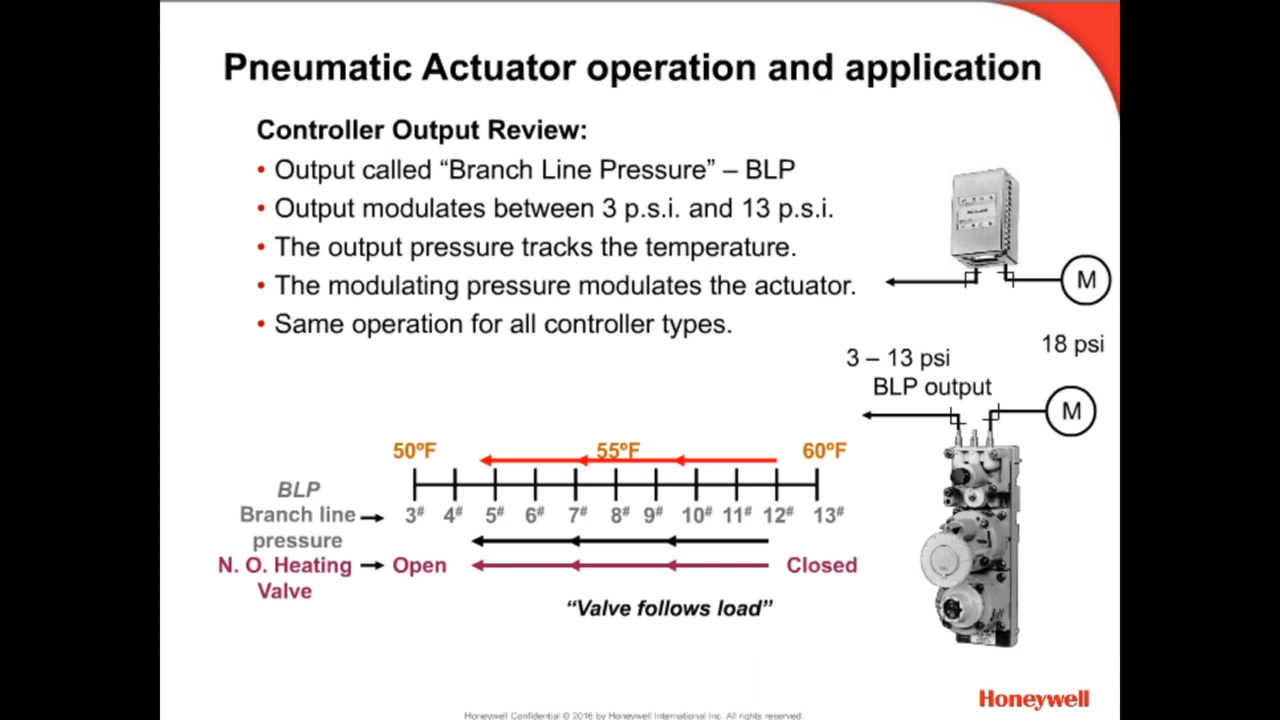 Pneumatic Actuator operation and application
Controller Output Review:
• Output called “Branch Line Pressure” – BLP
• Output modulates between 3 p.s.i. and 13 p.s.i.
• The output pressure tracks the temperature.
• The modulating pressure modulates the actuator.
• Same operation for all controller types.
M
18 psi
3 – 13 psi
BLP output
M
50ºF 55ºF 60ºF
BLP
Branch line
pressure
3# 4# 5# 6# 7# 8# 9# 10# 11# 12# 13#
N. O. Heating
Valve
Open
Closed
“Valve follows load”
Honeywell
Honeywell Confidential © 2016 by Honeywell International Inc. All rights reserved.